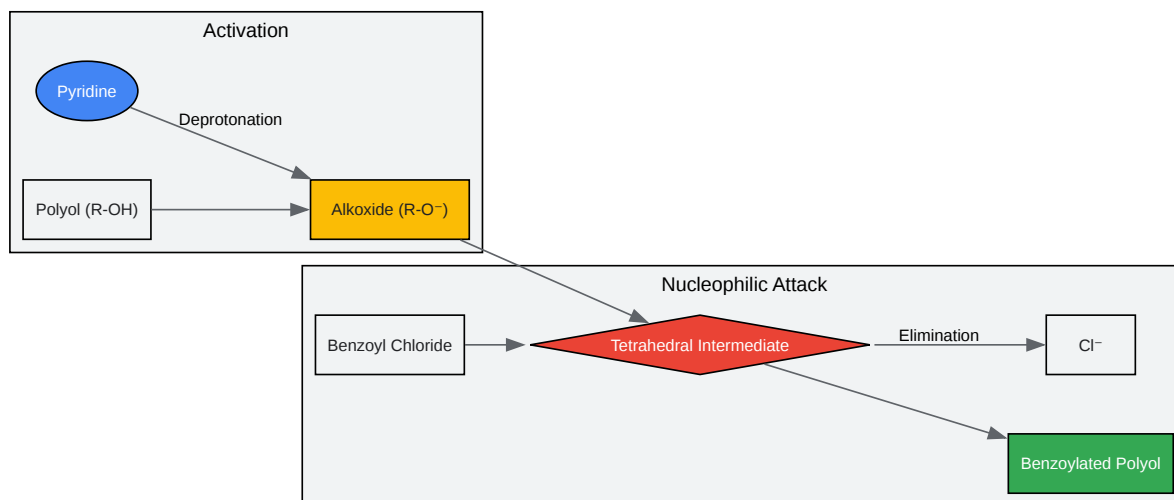 Activation
Pyridine
Deprotonation
Polyol (R-OH)
Alkoxide (R-O⁻)
Nucleophilic Attack
Benzoyl Chloride
Tetrahedral Intermediate
Elimination
Cl⁻
Benzoylated Polyol